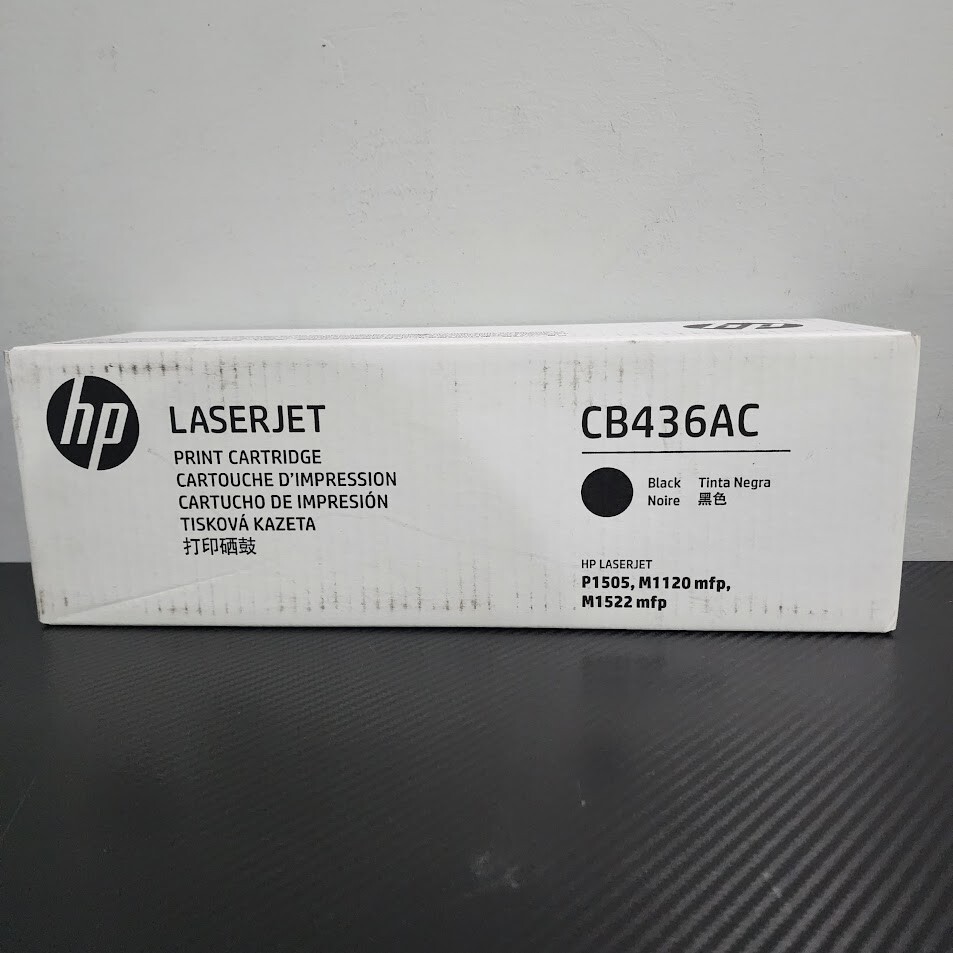 hp
LASERJET
PRINT CARTRIDGE
CARTOUCHE D'IMPRESSION
CARTUCHO DE IMPRESIÓN
TISKOVÁ KAZETA
打印硒鼓
CB436AC
Black Tinta Negra
Noire 黑色
HP LASERJET
P1505, M1120 mfp,
M1522 mfp
hp